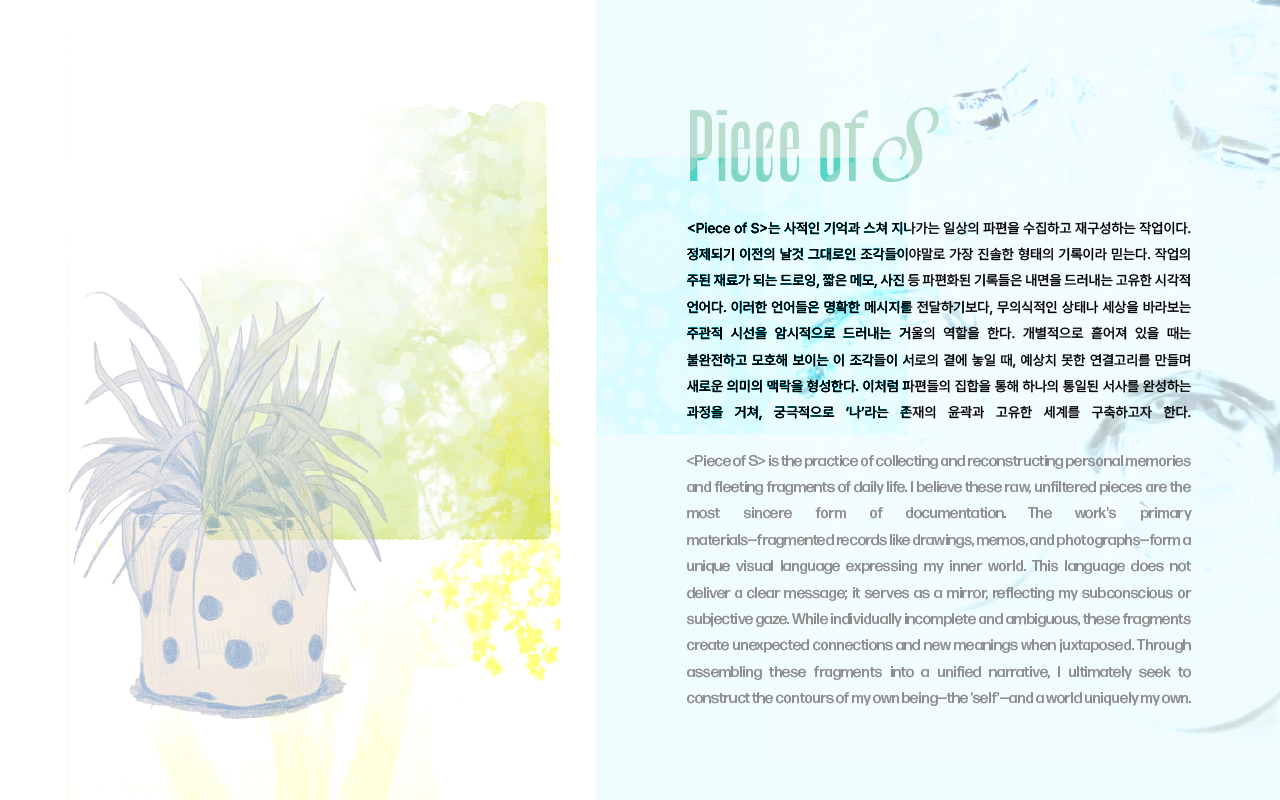 Piece of S
<Piece of S>는 사적인 기억과 스쳐 지나가는 일상의 파편을 수집하고 재구성하는 작업이다.
정제되기 이전의 날것 그대로인 조각들이야말로 가장 진솔한 형태의 기록이라 믿는다. 작업의
주된 재료가 되는 드로잉, 짧은 메모, 사진 등 파편화된 기록들은 내면을 드러내는 고유한 시각적
언어다. 이러한 언어들은 명확한 메시지를 전달하기보다, 무의식적인 상태나 세상을 바라보는
주관적 시선을 암시적으로 드러내는 거울의 역할을 한다. 개별적으로 흩어져 있을 때는
불완전하고 모호해 보이는 이 조각들이 서로의 곁에 놓일 때, 예상치 못한 연결고리를 만들며
새로운 의미의 맥락을 형성한다. 이처럼 파편들의 집합을 통해 하나의 통일된 서사를 완성하는
과정을 거쳐, 궁극적으로 ‘나’라는 존재의 윤곽과 고유한 세계를 구축하고자 한다.
<Piece of S> is the practice of collecting and reconstructing personal memories
and fleeting fragments of daily life. I believe these raw, unfiltered pieces are the
most sincere form of documentation. The work's primary
materials—fragmented records like drawings, memos, and photographs—form a
unique visual language expressing my inner world. This language does not
deliver a clear message; it serves as a mirror, reflecting my subconscious or
subjective gaze. While individually incomplete and ambiguous, these fragments
create unexpected connections and new meanings when juxtaposed. Through
assembling these fragments into a unified narrative, I ultimately seek to
construct the contours of my own being—the 'self'—and a world uniquely my own.